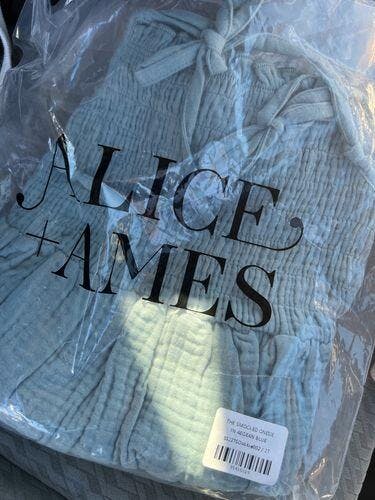 ALICE
+AMES
THE SMOCKED ONESIE
IN AEGEAN BLUE